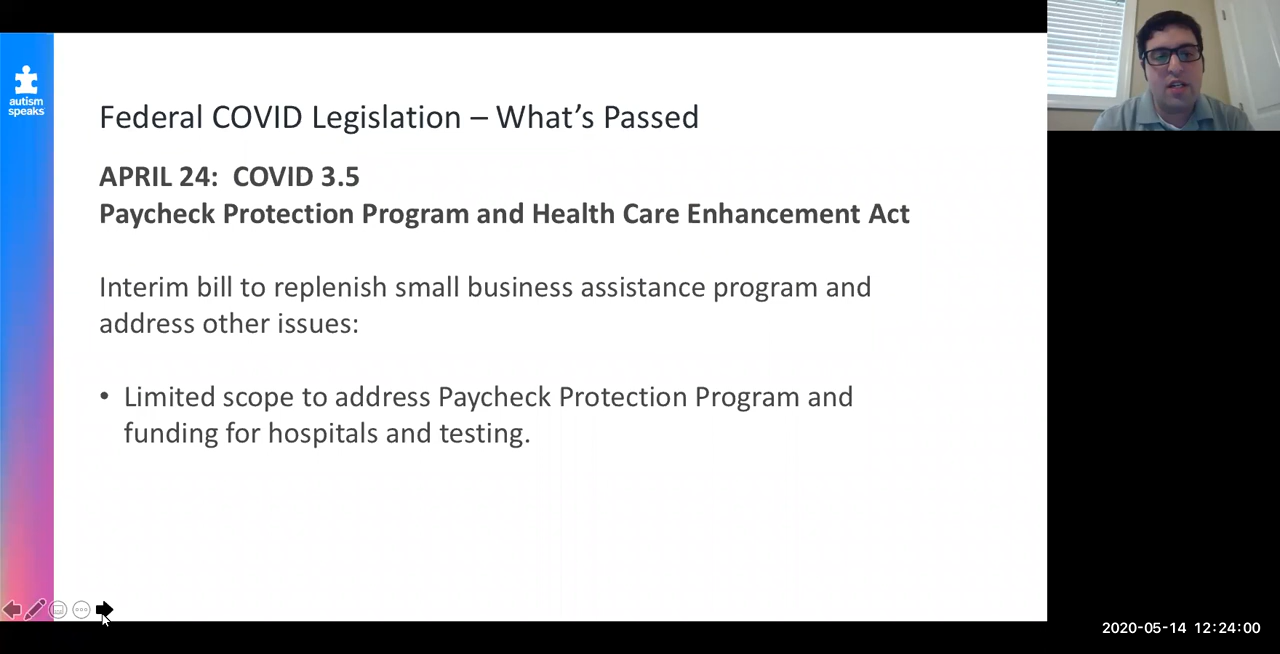 autism
speaks
Federal COVID Legislation – What's Passed
APRIL 24:  COVID 3.5
Paycheck Protection Program and Health Care Enhancement Act
Interim bill to replenish small business assistance program and
address other issues:
• Limited scope to address Paycheck Protection Program and
funding for hospitals and testing.
2020-05-14 12:24:00